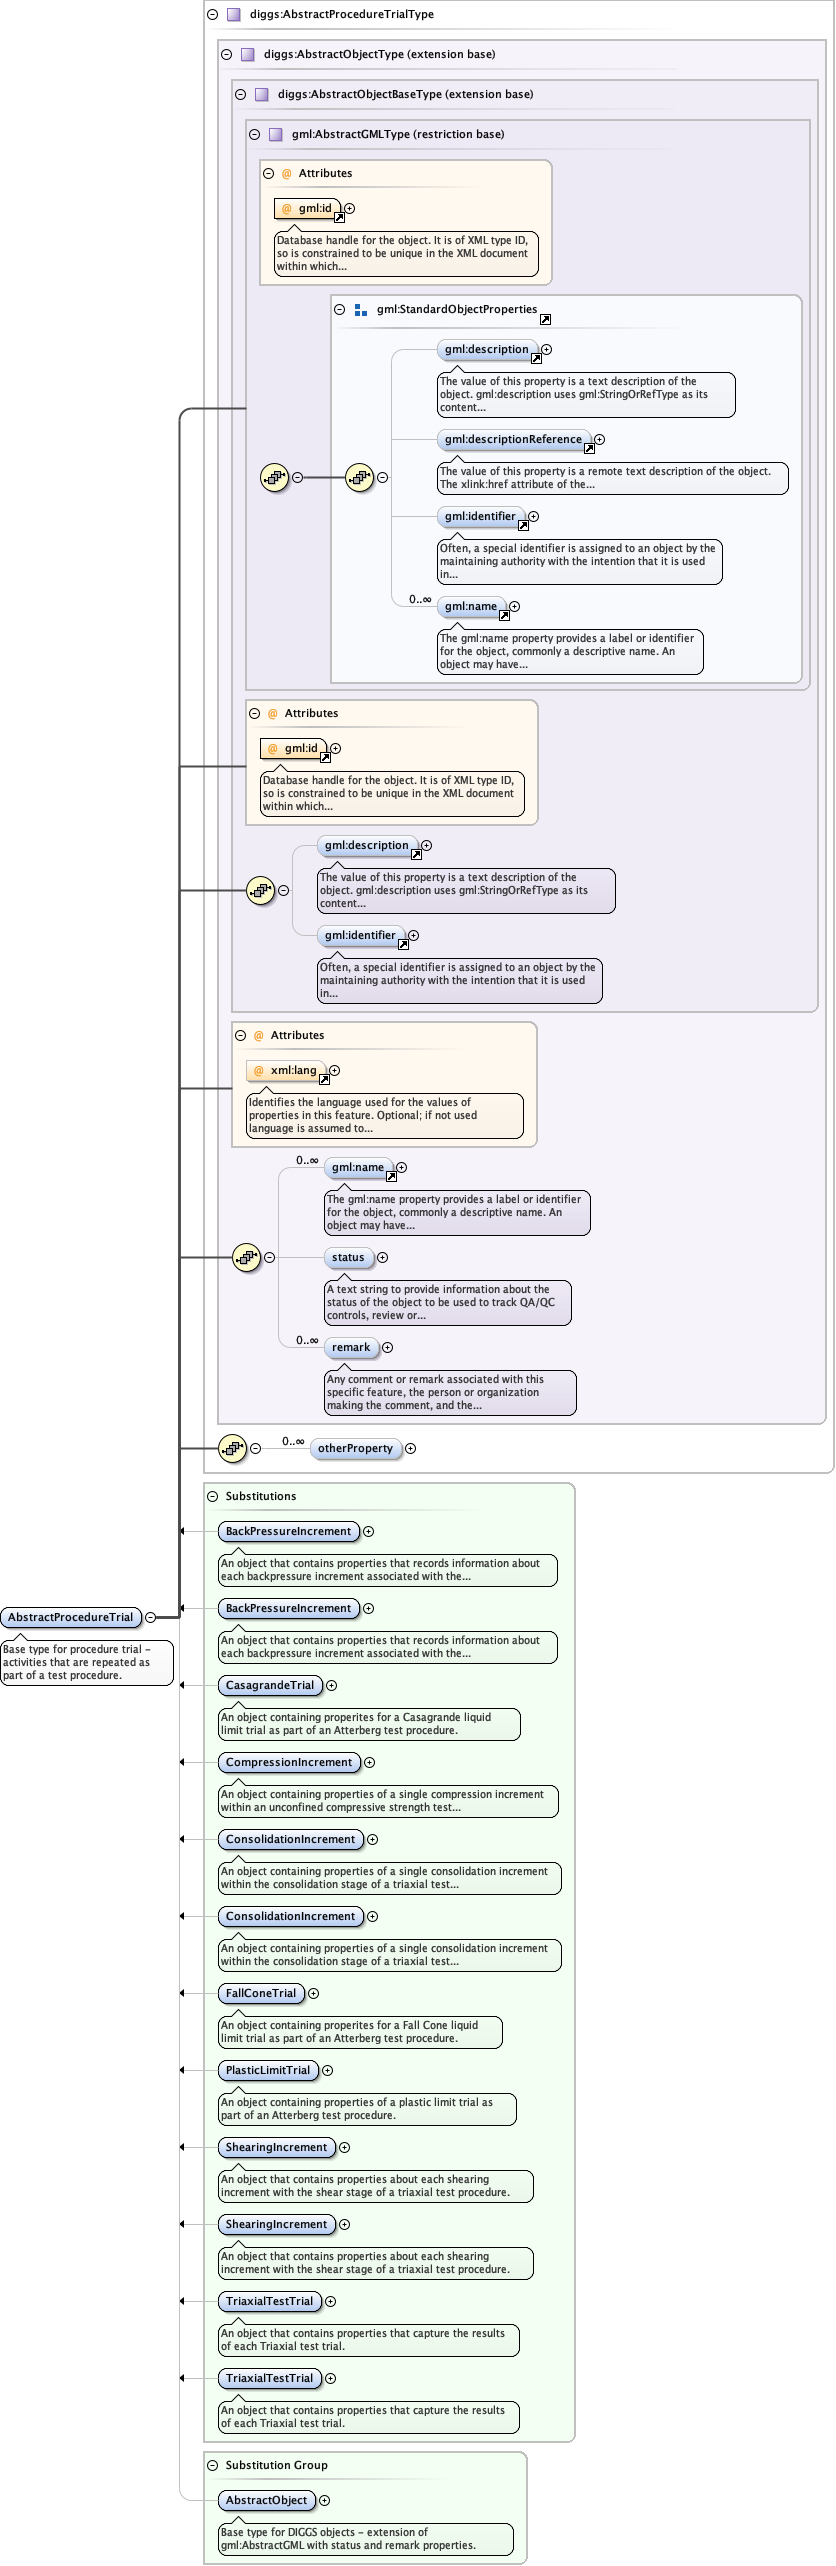 diggs:AbstractProcedureTrialType
diggs:AbstractObjectType (extension base)
diggs:AbstractObjectBaseType (extension base)
gml:AbstractGMLType (restriction base)
@ Attributes
@ gml:id
Database handle for the object. It is of XML type ID,
so is constrained to be unique in the XML document
within which...
gml:StandardObjectProperties
gml:description
The value of this property is a text description of the
object. gml:description uses gml:StringOrRefType as its
content...
gml:descriptionReference
The value of this property is a remote text description of the object.
The xlink:href attribute of the...
gml:identifier
Often, a special identifier is assigned to an object by the
maintaining authority with the intention that it is used
in...
0..∞ gml:name
The gml:name property provides a label or identifier
for the object, commonly a descriptive name. An
object may have...
@ Attributes
@ gml:id
Database handle for the object. It is of XML type ID,
so is constrained to be unique in the XML document
within which...
gml:description
The value of this property is a text description of the
object. gml:description uses gml:StringOrRefType as its
content...
gml:identifier
Often, a special identifier is assigned to an object by the
maintaining authority with the intention that it is used
in...
@ Attributes
@ xml:lang
Identifies the language used for the values of
properties in this feature. Optional; if not used
language is assumed to...
0..∞ gml:name
The gml:name property provides a label or identifier
for the object, commonly a descriptive name. An
object may have...
status
A text string to provide information about the
status of the object to be used to track QA/QC
controls, review or...
0..∞ remark
Any comment or remark associated with this
specific feature, the person or organization
making the comment, and the...
0..∞ otherProperty
Substitutions
BackPressureIncrement
An object that contains properties that records information about
each backpressure increment associated with the...
BackPressureIncrement
An object that contains properties that records information about
each backpressure increment associated with the...
AbstractProcedureTrial
Base type for procedure trial -
activities that are repeated as
part of a test procedure.
CasagrandeTrial
An object containing properites for a Casagrande liquid
limit trial as part of an Atterberg test procedure.
CompressionIncrement
An object containing properties of a single compression increment
within an unconfined compressive strength test...
ConsolidationIncrement
An object containing properties of a single consolidation increment
within the consolidation stage of a triaxial test...
ConsolidationIncrement
An object containing properties of a single consolidation increment
within the consolidation stage of a triaxial test...
FallConeTrial
An object containing properites for a Fall Cone liquid
limit trial as part of an Atterberg test procedure.
PlasticLimitTrial
An object containing properties of a plastic limit trial as
part of an Atterberg test procedure.
ShearingIncrement
An object that contains properties about each shearing
increment with the shear stage of a triaxial test procedure.
ShearingIncrement
An object that contains properties about each shearing
increment with the shear stage of a triaxial test procedure.
TriaxialTestTrial
An object that contains properties that capture the results
of each Triaxial test trial.
TriaxialTestTrial
An object that contains properties that capture the results
of each Triaxial test trial.
Substitution Group
AbstractObject
Base type for DIGGS objects - extension of
gml:AbstractGML with status and remark properties.